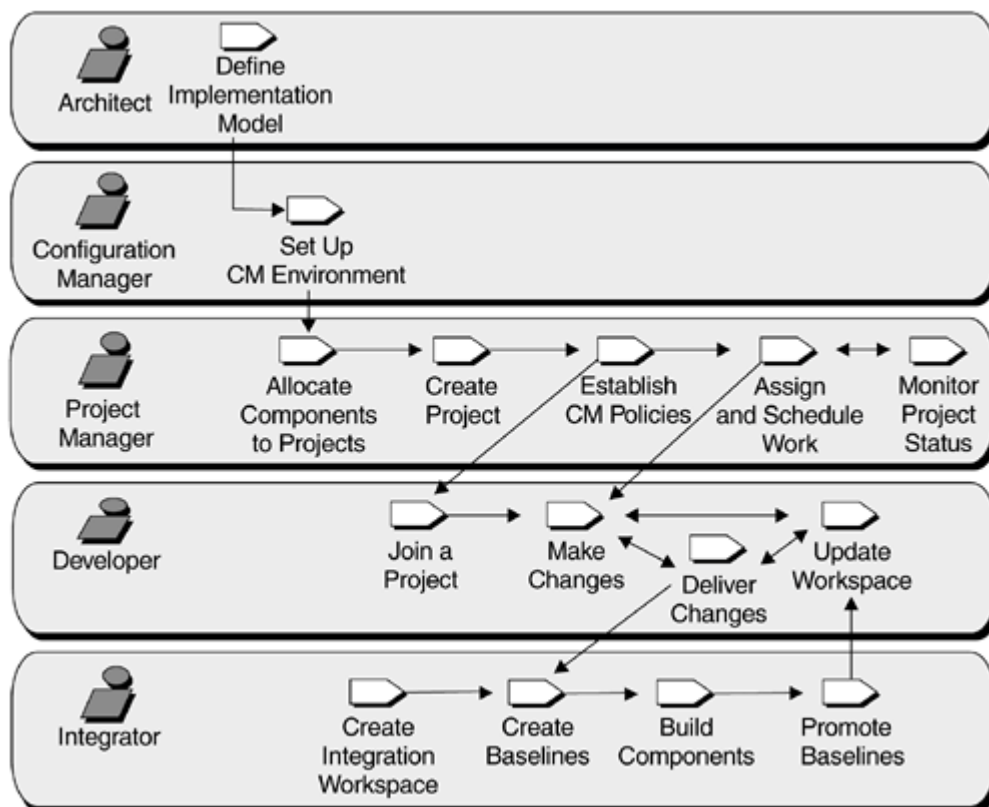 Architect
Define
Implementation
Model
Configuration
Manager
Set Up
CM Environment
Project
Manager
Allocate
Components
to Projects
Create
Project
Establish
CM Policies
Assign
and Schedule
Work
Monitor
Project
Status
Developer
Join a
Project
Make
Changes
Deliver
Changes
Update
Workspace
Integrator
Create
Integration
Workspace
Create
Baselines
Build
Components
Promote
Baselines